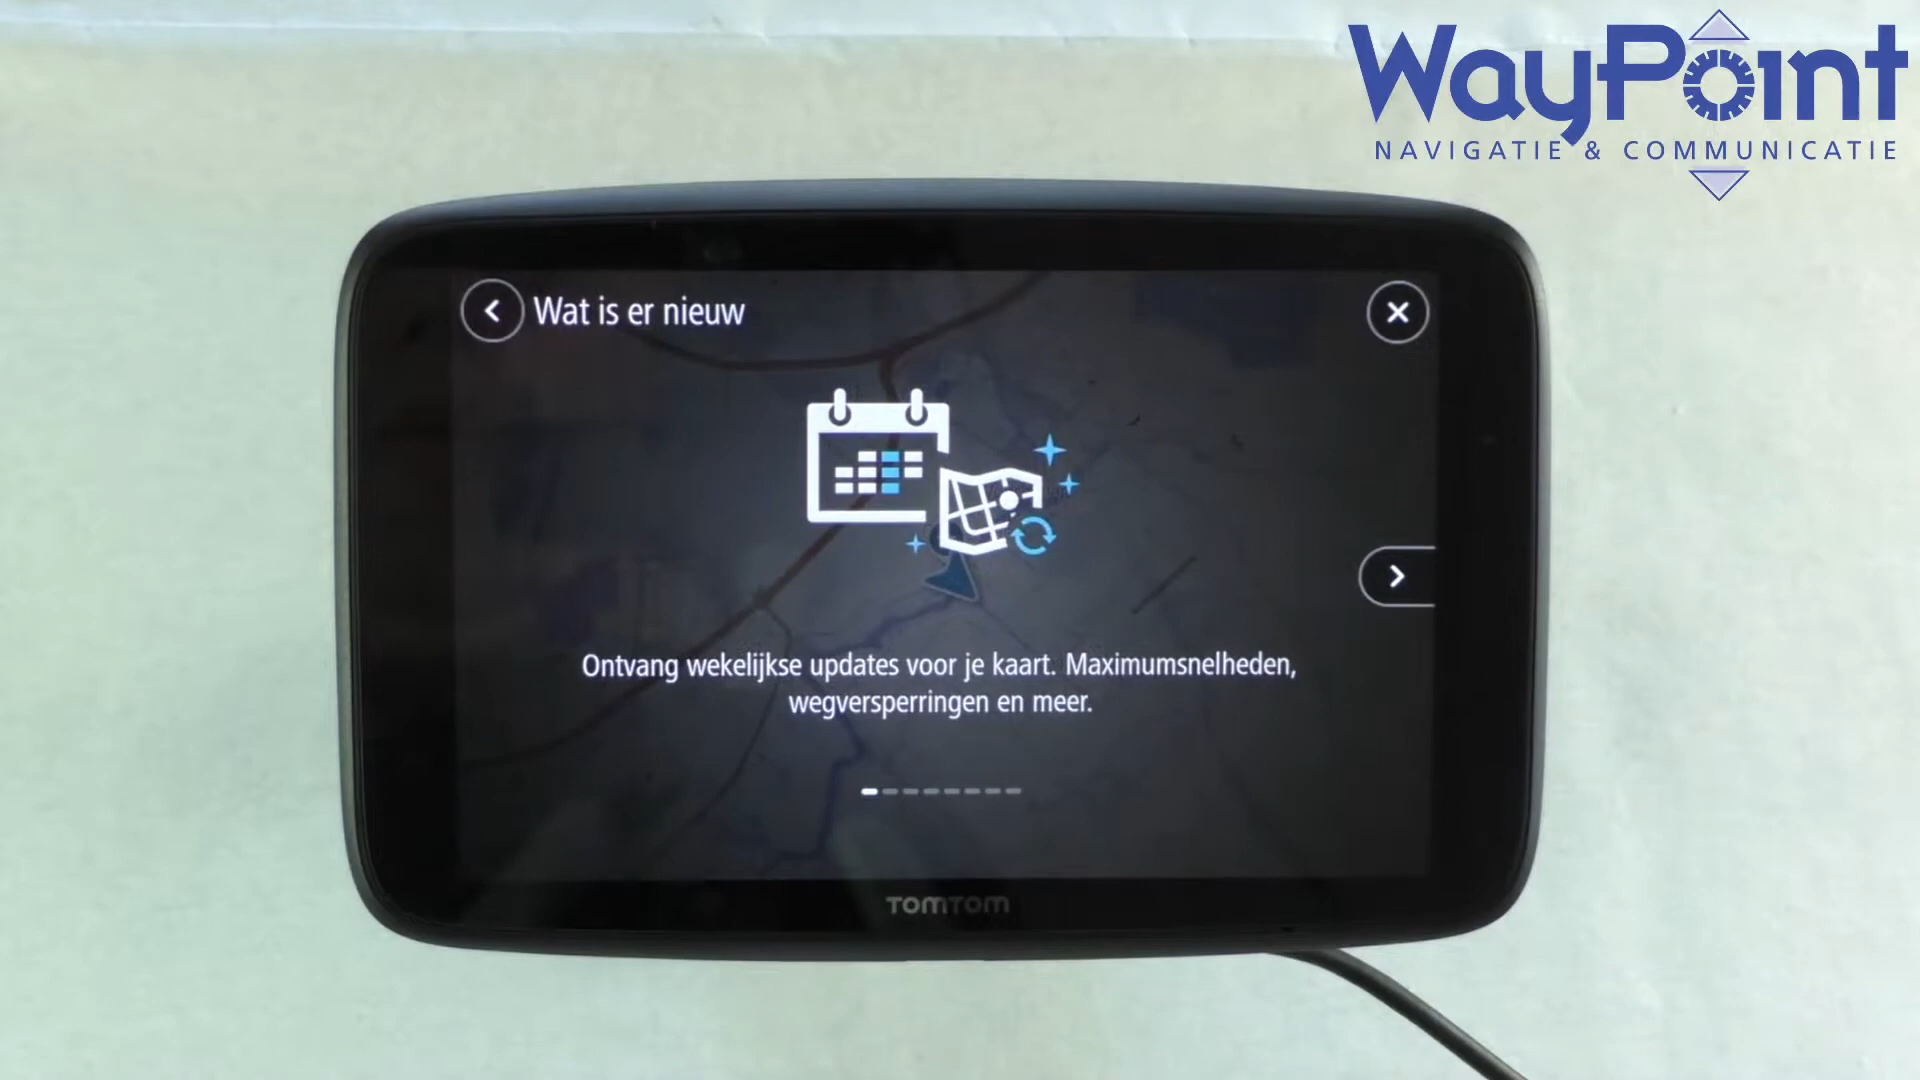 WayPoint
NAVIGATIE & COMMUNICATIE
Wat is er nieuw
Ontvang wekelijkse updates voor je kaart. Maximumsnelheden,
wegversperringen en meer.
TOMTOM